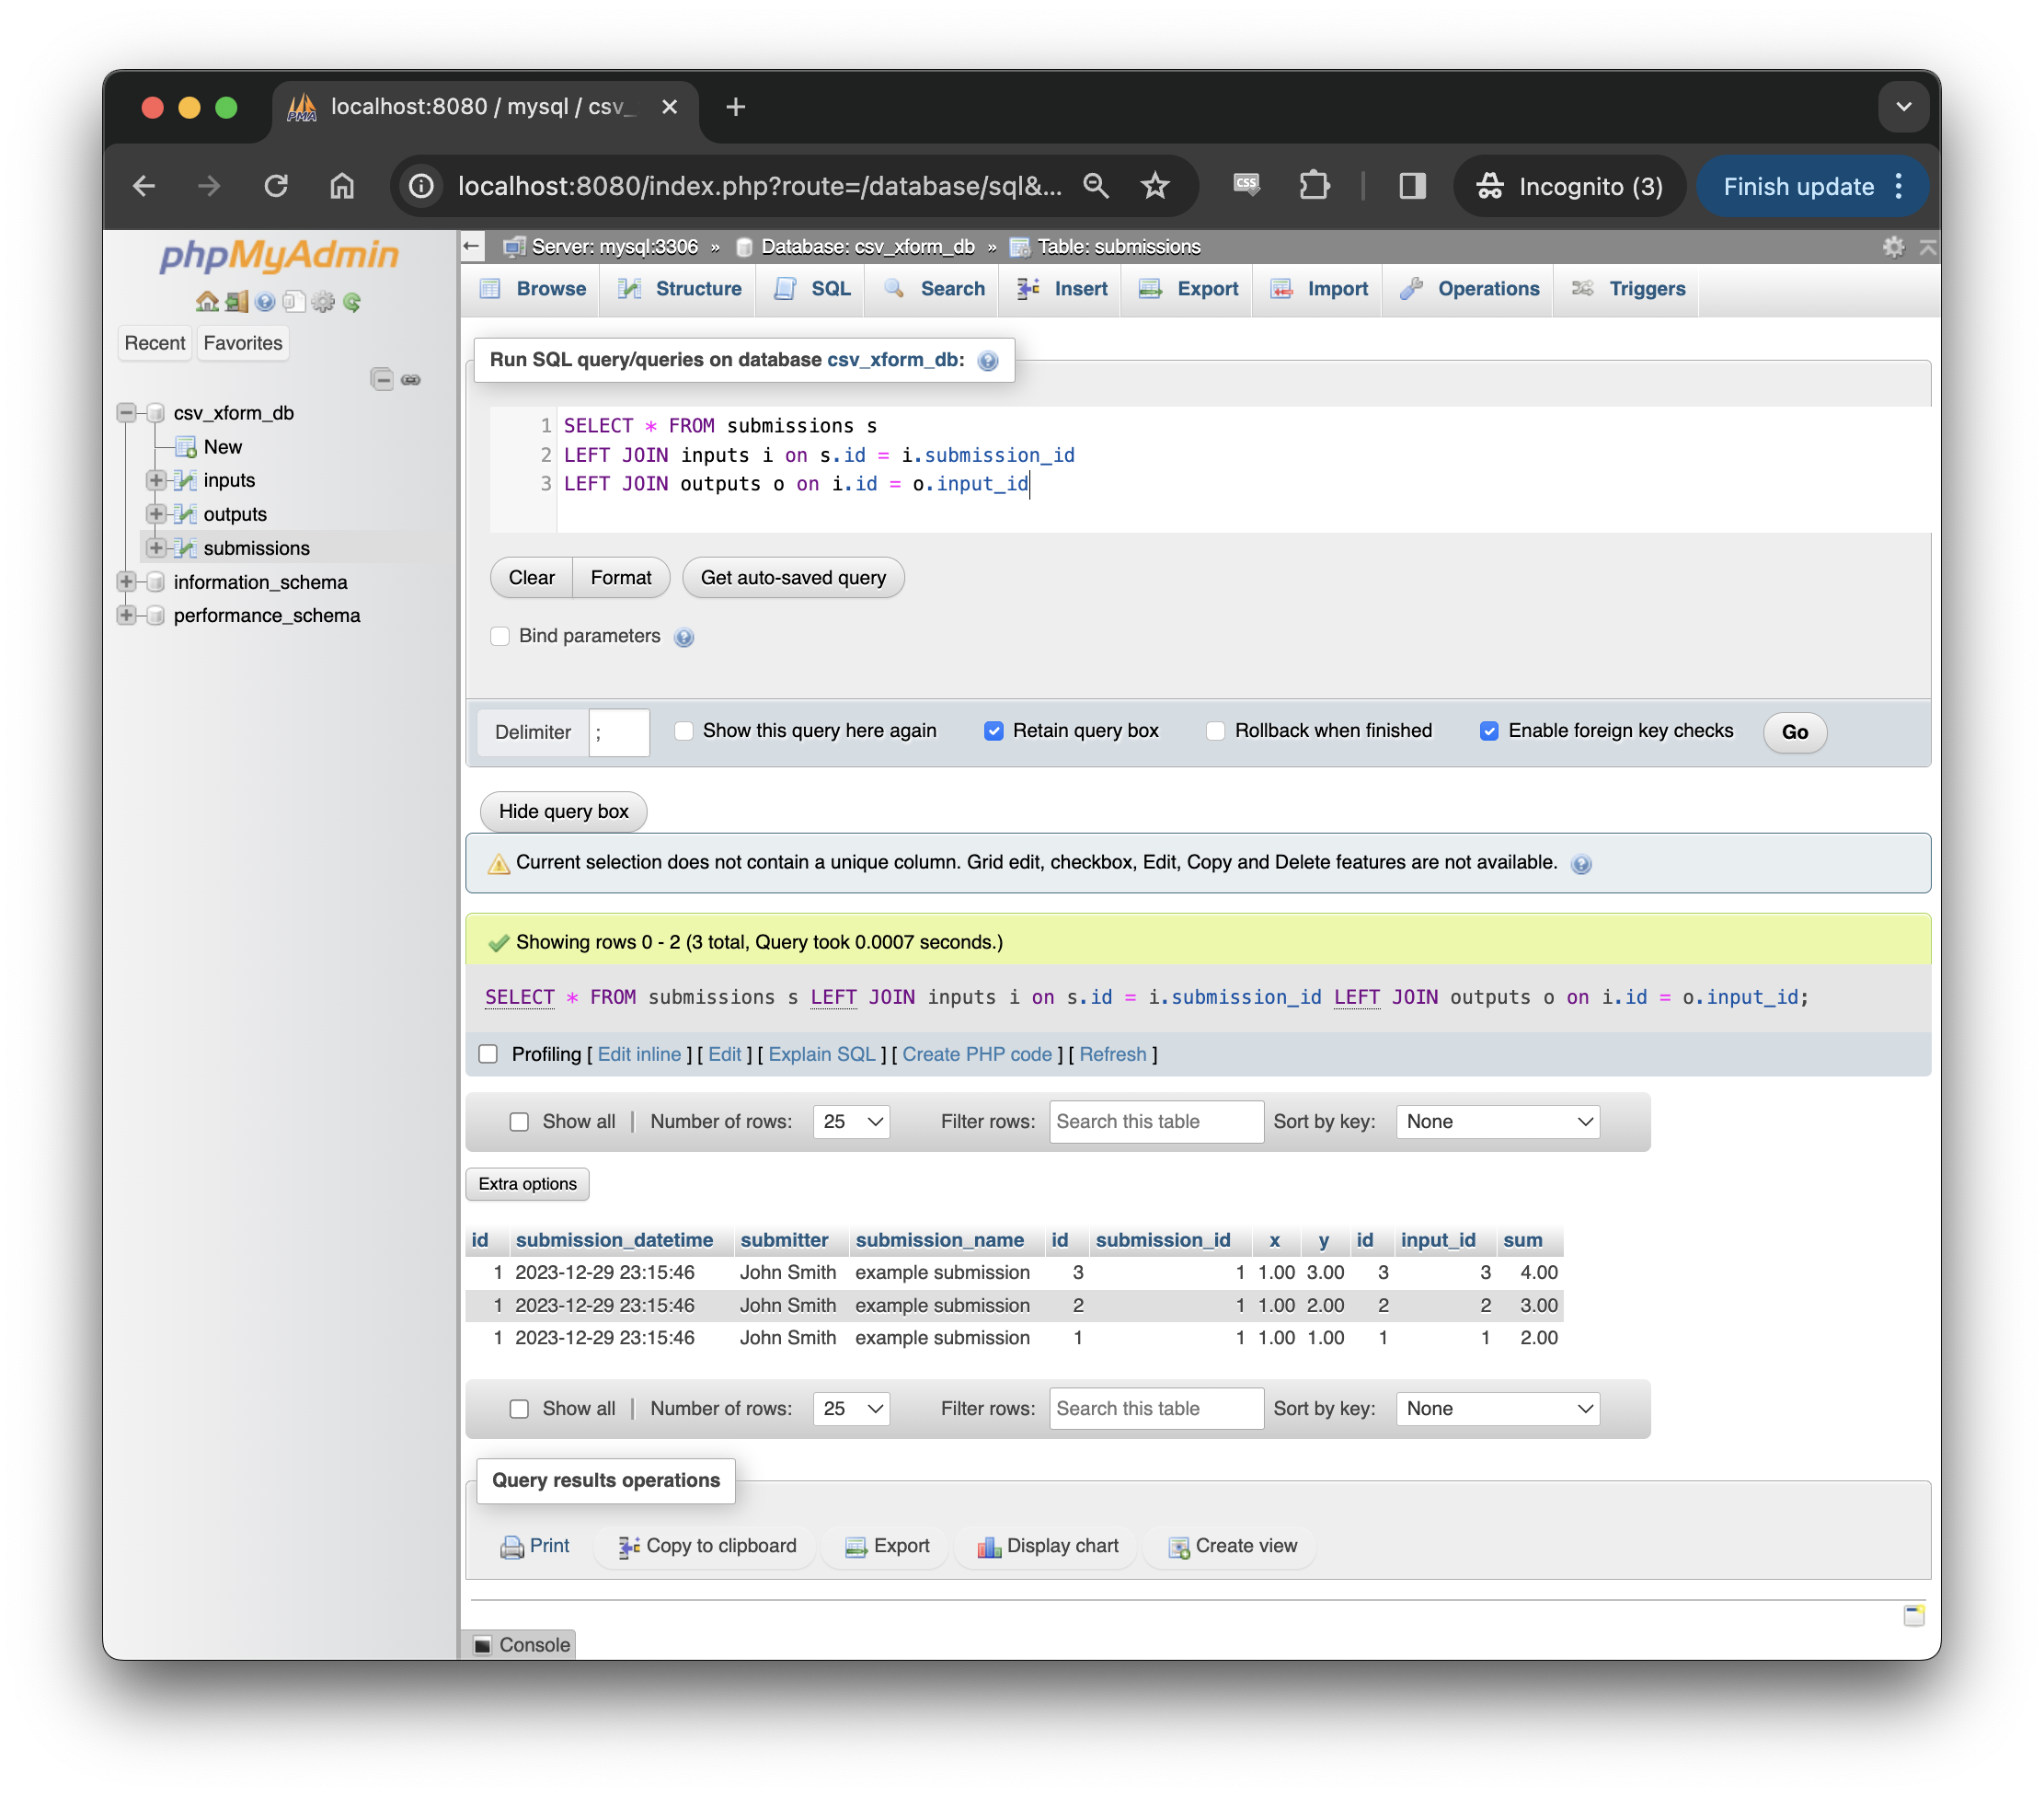 localhost:8080 / mysql / csv_
localhost:8080/index.php?route=/database/sql&...
CSS
Incognito (3)
Finish update
phpMyAdmin
Recent
Favorites
csv_xform_db
New
inputs
outputs
submissions
information_schema
performance_schema
Server: mysql:3306 » Database: csv_xform_db » Table: submissions
Browse Structure SQL Search Insert Export Import Operations Triggers
Run SQL query/queries on database csv_xform_db:
1 SELECT * FROM submissions s
2 LEFT JOIN inputs i on s.id = i.submission_id
3 LEFT JOIN outputs o on i.id = o.input_id
Clear Format Get auto-saved query
Bind parameters
Delimiter ; Show this query here again Retain query box Rollback when finished Enable foreign key checks Go
Hide query box
Current selection does not contain a unique column. Grid edit, checkbox, Edit, Copy and Delete features are not available.
Showing rows 0 - 2 (3 total, Query took 0.0007 seconds.)
SELECT * FROM submissions s LEFT JOIN inputs i on s.id = i.submission_id LEFT JOIN outputs o on i.id = o.input_id;
Profiling [ Edit inline ] [ Edit ] [ Explain SQL ] [ Create PHP code ] [ Refresh ]
Show all | Number of rows: 25 Filter rows: Search this table Sort by key: None
Extra options
id submission_datetime submitter submission_name id submission_id x y id input_id sum
1 2023-12-29 23:15:46 John Smith example submission 3 1 1.00 3.00 3 3 4.00
1 2023-12-29 23:15:46 John Smith example submission 2 1 1.00 2.00 2 2 3.00
1 2023-12-29 23:15:46 John Smith example submission 1 1 1.00 1.00 1 1 2.00
Show all | Number of rows: 25 Filter rows: Search this table Sort by key: None
Query results operations
Print Copy to clipboard Export Display chart Create view
Console